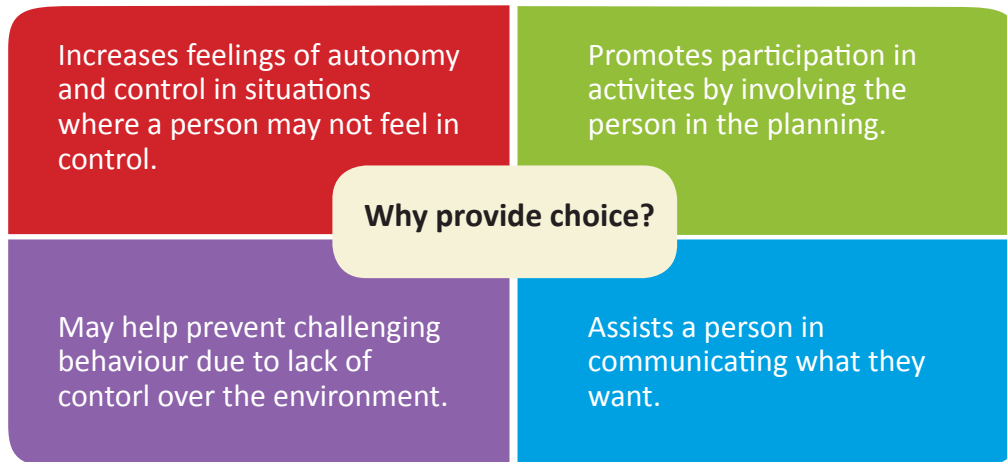 Increases feelings of autonomy
and control in situations
where a person may not feel in
control.
Promotes participation in
activites by involving the
person in the planning.
Why provide choice?
May help prevent challenging
behaviour due to lack of
contorl over the environment.
Assists a person in
communicating what they
want.